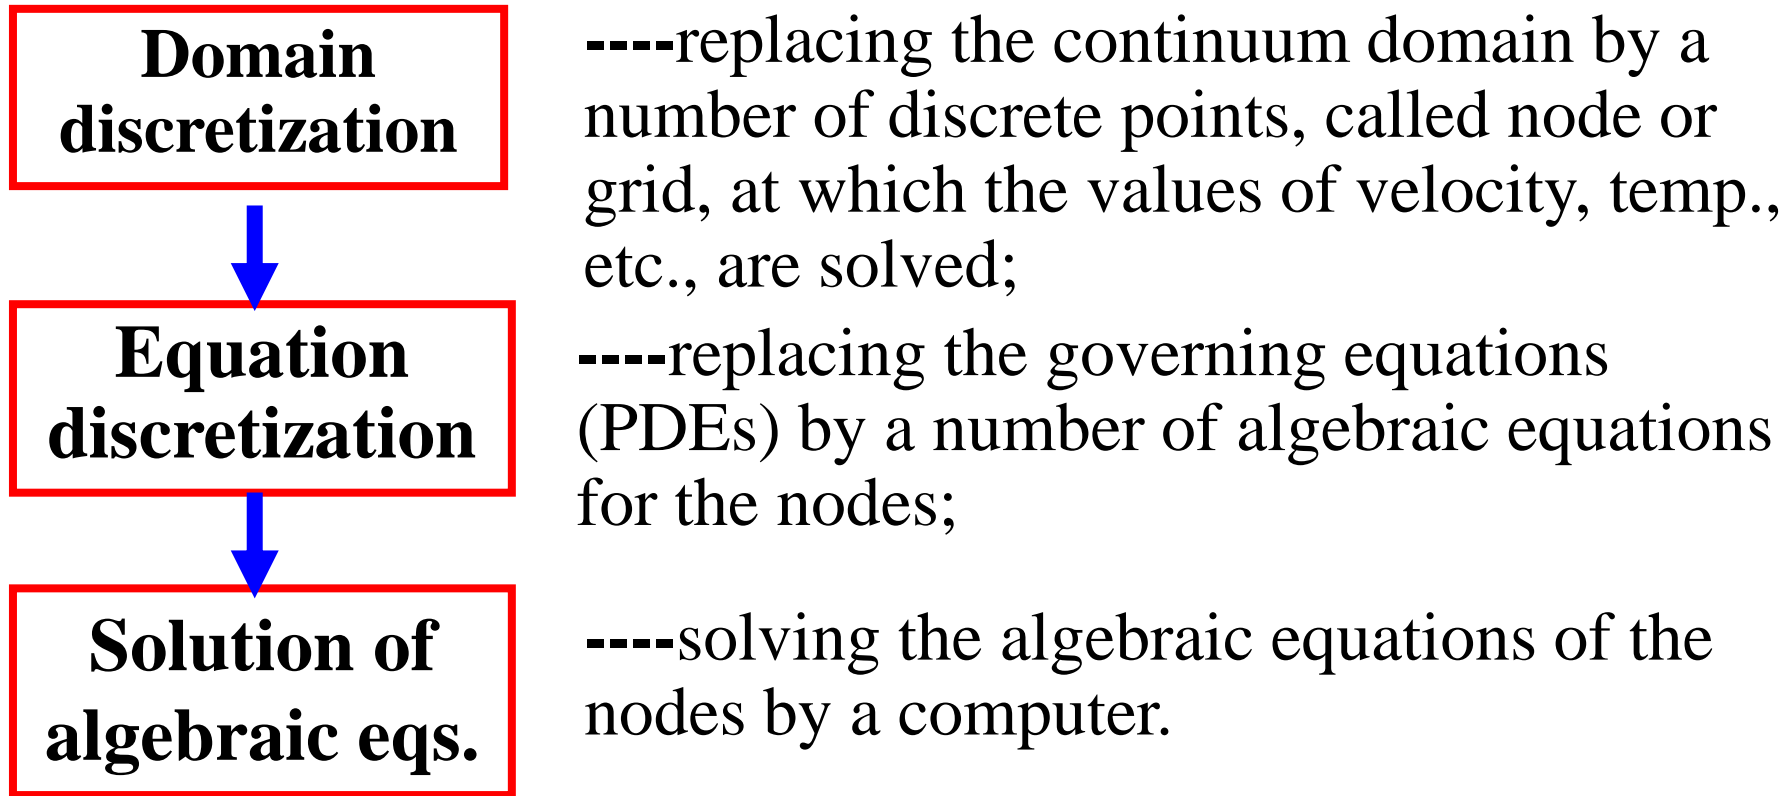 Domain
discretization
----replacing the continuum domain by a
number of discrete points, called node or
grid, at which the values of velocity, temp.,
etc., are solved;
Equation
discretization
----replacing the governing equations
(PDEs) by a number of algebraic equations
for the nodes;
Solution of
algebraic eqs.
----solving the algebraic equations of the
nodes by a computer.